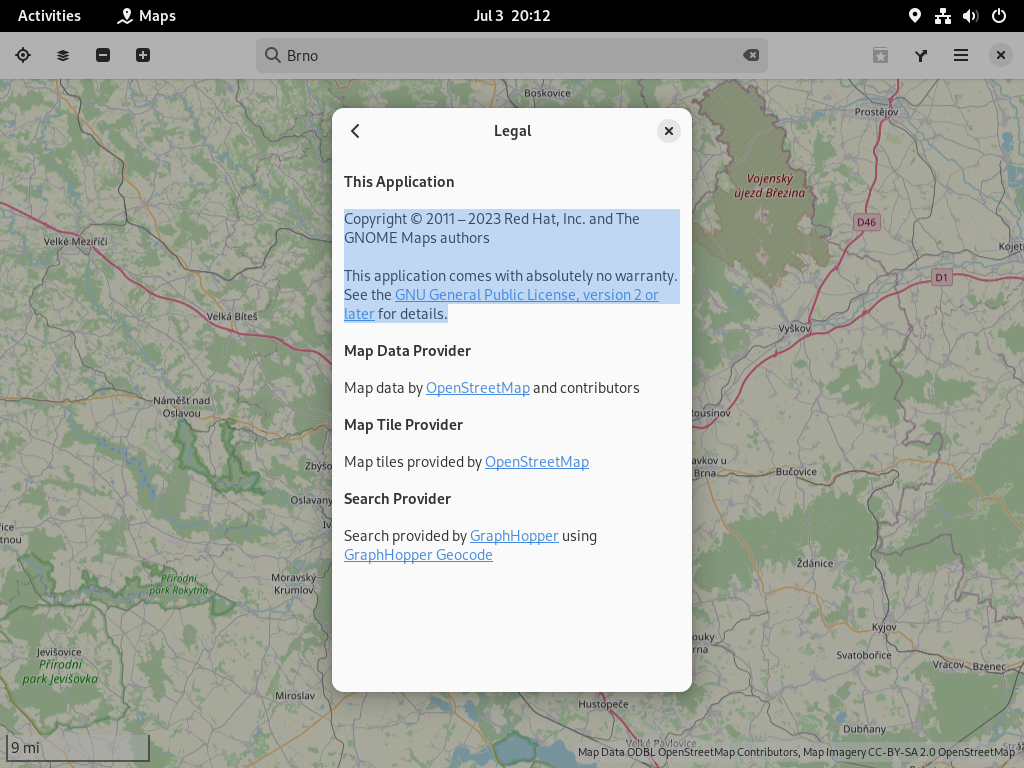 Activities
Maps
Jul 3 20:12
Brno
Legal
This Application
Copyright © 2011 – 2023 Red Hat, Inc. and The
GNOME Maps authors
This application comes with absolutely no warranty.
See the GNU General Public License, version 2 or
later for details.
Map Data Provider
Map data by OpenStreetMap and contributors
Map Tile Provider
Map tiles provided by OpenStreetMap
Search Provider
Search provided by GraphHopper using
GraphHopper Geocode
Boskovice
Prostějov
Vojenský
újezd Březina
D46
Velké Meziříčí
D1
Velká Bíteš
Vyškov
Náměšť nad
Oslavou
Oslavany
Bučovice
Brna
Ždánice
Přírodní
park Rokytná
Moravský
Krumlov
Kyjov
Jevišovice
Přírodní
park Jevišovka
Svatobořice
Vracov
Bzenec
Miroslav
Hustopeče
Dubňany
Velké Pavlovice
9 mi
Map Data ODBL OpenStreetMap Contributors, Map Imagery CC-BY-SA 2.0 OpenStreetMap